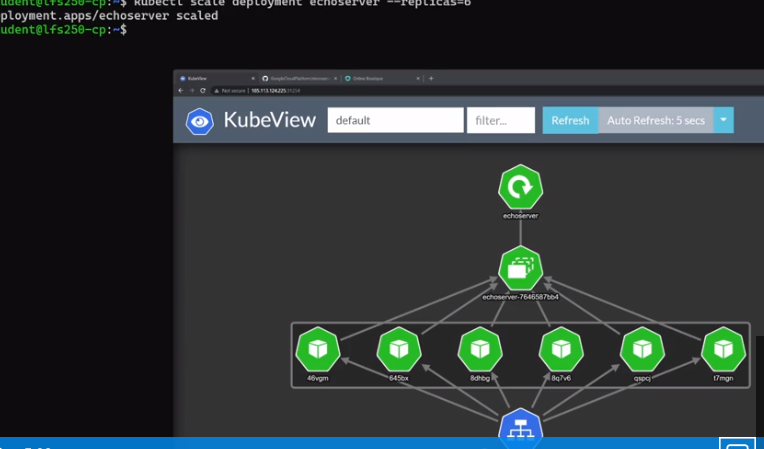 udent@lfs250-cp:~$ kubectl scale deployment echoserver --replicas=6
ployment.apps/echoserver scaled
udent@lfs250-cp:~$
KubeView
Online Boutique
Not secure
KubeView
default
filter...
Refresh
Auto Refresh: 5 secs
echoserver
echoserver-7646587bb4
46vgm
645bx
8dhbg
8q7v6
qspcj
t7mgn